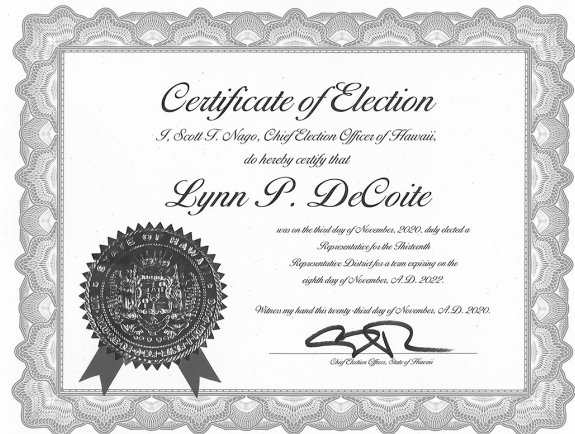 Certificate of Election
I, Scott T. Nago, Chief Election Officer of Hawaii,
do hereby certify that
Lynn P. DeCoite
was on the third day of November, 2020, duly elected a
Representative for the Thirteenth
Representative District for a term expiring on the
eighth day of November, A.D. 2022.
Witness my hand this twenty-third day of November, A.D. 2020.
Chief Election Officer, State of Hawaii
STATE OF HAWAII